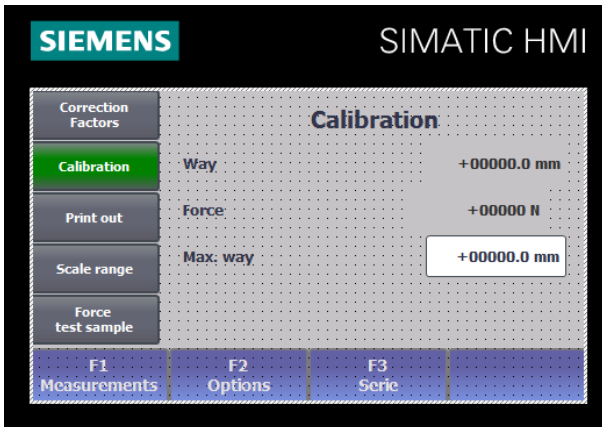 SIEMENS
SIMATIC HMI
Correction
Factors
Calibration
Calibration
Way
+00000.0 mm
Print out
Force
+00000 N
Scale range
Max. way
+00000.0 mm
Force
test sample
F1
Measurements
F2
Options
F3
Serie